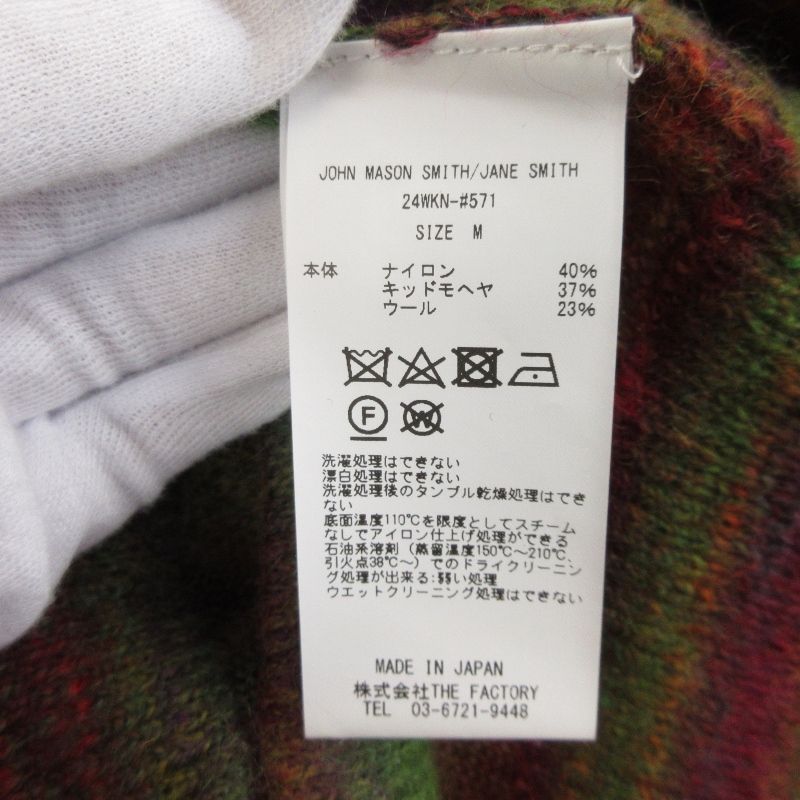 JOHN MASON SMITH/JANE SMITH
24WKN-#571
SIZE M
本体 ナイロン 40%
キッドモヘヤ 37%
ウール 23%
F W
洗濯処理はできない
漂白処理はできない
洗濯処理後のタンブル乾燥処理はでき
ない
底面温度110℃を限度としてスチーム
なしでアイロン仕上げ処理ができる
石油系溶剤（蒸留温度150℃～210℃、
引火点38℃～）でのドライクリーニン
グ処理が出来る:弱い処理
ウエットクリーニング処理はできない
MADE IN JAPAN
株式会社THE FACTORY
TEL 03-6721-9448